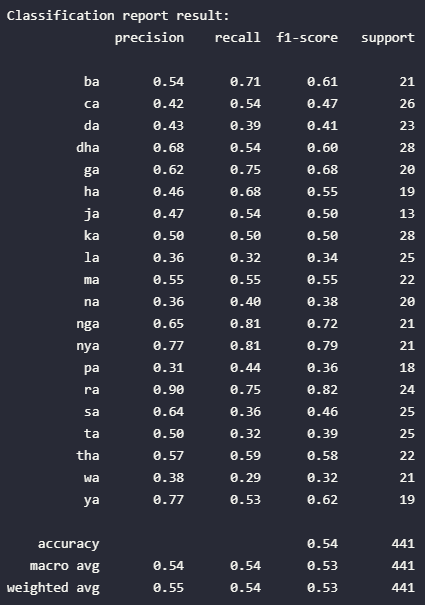 Classification report result:
precision recall f1-score support
ba 0.54 0.71 0.61 21
ca 0.42 0.54 0.47 26
da 0.43 0.39 0.41 23
dha 0.68 0.54 0.60 28
ga 0.62 0.75 0.68 20
ha 0.46 0.68 0.55 19
ja 0.47 0.54 0.50 13
ka 0.50 0.50 0.50 28
la 0.36 0.32 0.34 25
ma 0.55 0.55 0.55 22
na 0.36 0.40 0.38 20
nga 0.65 0.81 0.72 21
nya 0.77 0.81 0.79 21
pa 0.31 0.44 0.36 18
ra 0.90 0.75 0.82 24
sa 0.64 0.36 0.46 25
ta 0.50 0.32 0.39 25
tha 0.57 0.59 0.58 22
wa 0.38 0.29 0.32 21
ya 0.77 0.53 0.62 19
accuracy 0.54 441
macro avg 0.54 0.54 0.53 441
weighted avg 0.55 0.54 0.53 441